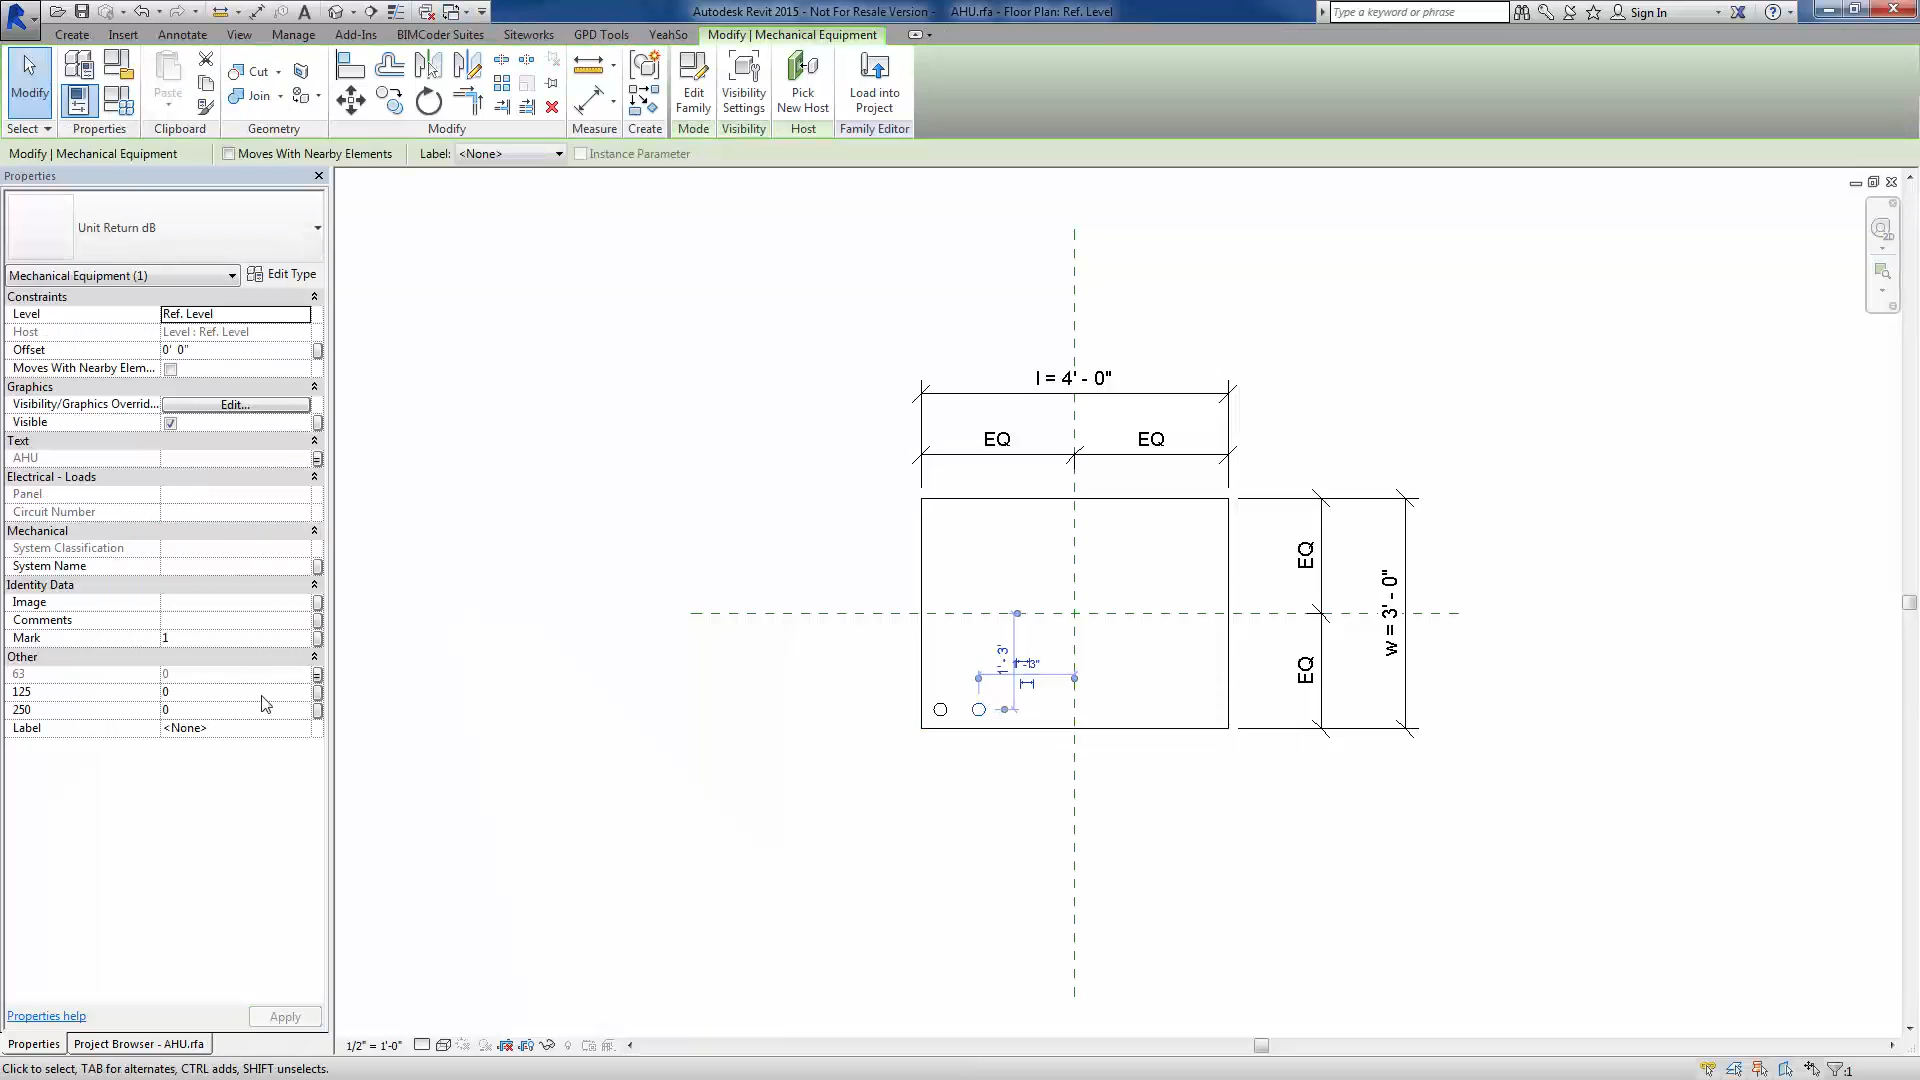 Autodesk Revit 2015 - Not For Resale Version - AHU.rfa - Floor Plan: Ref. Level
Type a keyword or phrase
Sign In
Create Insert Annotate View Manage Add-Ins BIMCoder Suites Siteworks GPD Tools YeahSo Modify | Mechanical Equipment
Modify
Paste
Cut
Join
Edit Family
Visibility Settings
Pick New Host
Load into Project
Select Properties Clipboard Geometry Modify Measure Create Mode Visibility Host Family Editor
Modify | Mechanical Equipment Moves With Nearby Elements Label: <None> Instance Parameter
Properties
Unit Return dB
Mechanical Equipment (1) Edit Type
Constraints
Level Ref. Level
Host Level : Ref. Level
Offset 0' 0"
Moves With Nearby Elem...
Graphics
Visibility/Graphics Overrid... Edit...
Visible
Text
AHU
Electrical - Loads
Panel
Circuit Number
Mechanical
System Classification
System Name
Identity Data
Image
Comments
Mark 1
Other
63 0
125 0
250 0
Label <None>
Properties help Apply
Properties Project Browser - AHU.rfa
l = 4' - 0"
EQ EQ
EQ
EQ
w = 3' - 0"
1' - 3"
2D
1/2" = 1'-0"
Click to select, TAB for alternates, CTRL adds, SHIFT unselects.
:1